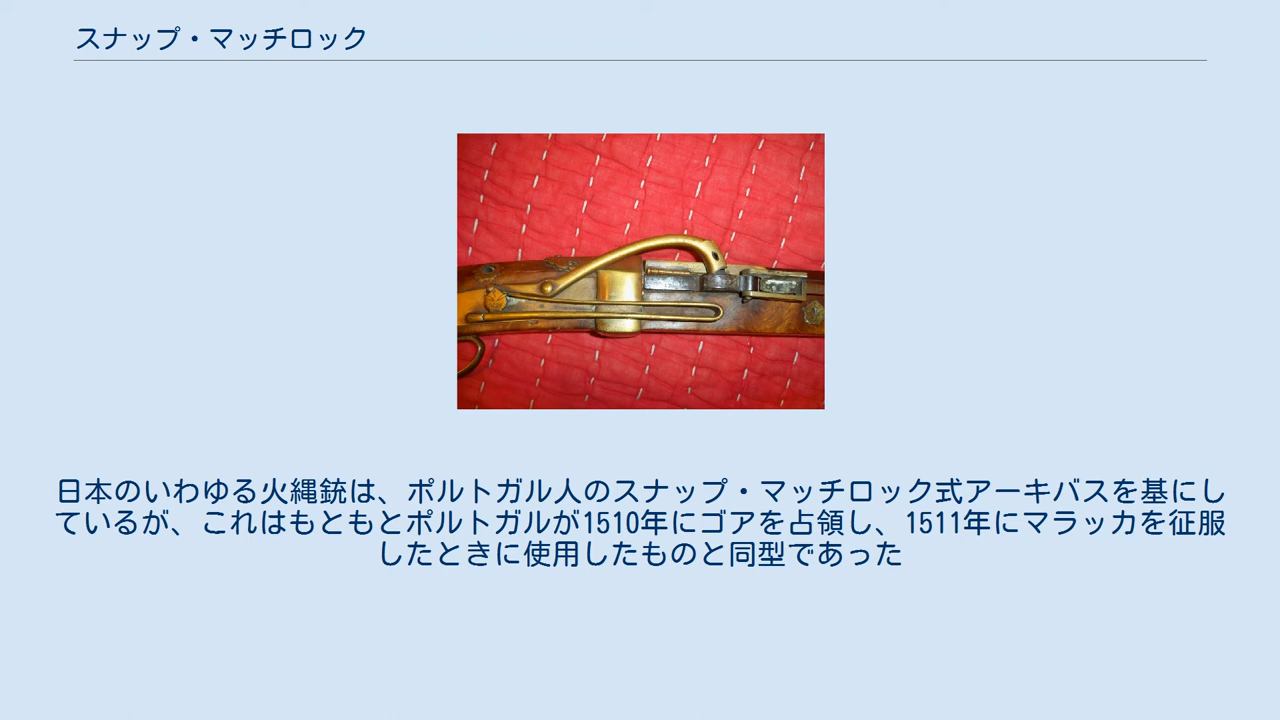 スナップ・マッチロック
日本のいわゆる火縄銃は、ポルトガル人のスナップ・マッチロック式アーキバスを基にし
ているが、これはもともとポルトガルが1510年にゴアを占領し、1511年にマラッカを征服
したときに使用したものと同型であった